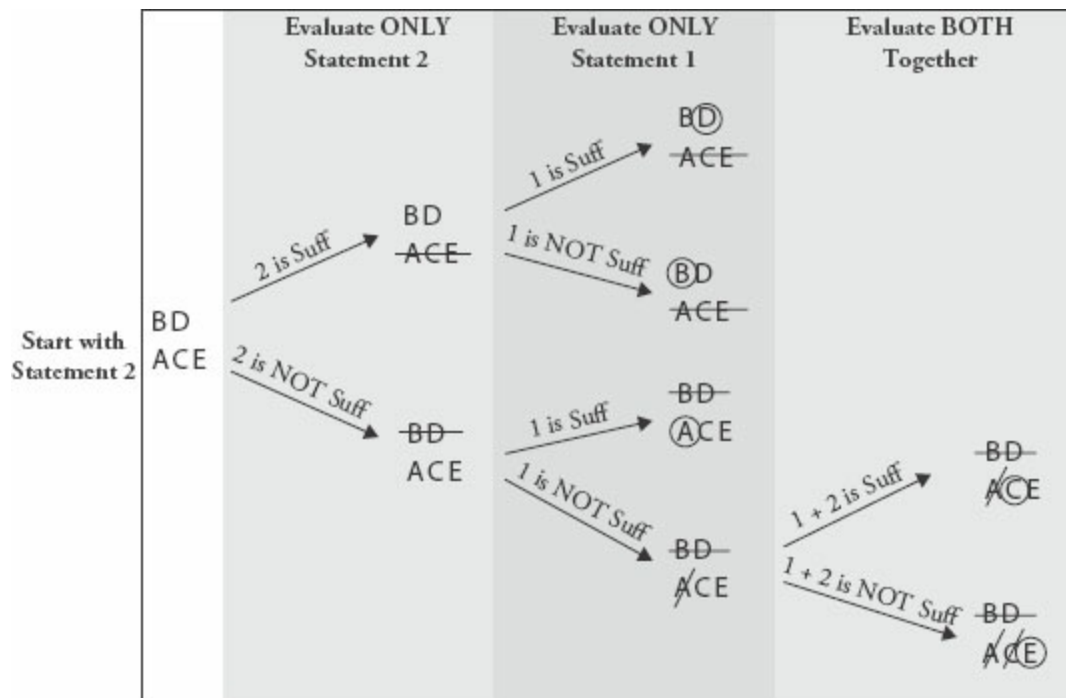 Evaluate ONLY
Statement 2
Evaluate ONLY
Statement 1
Evaluate BOTH
Together
Start with
Statement 2
BD
ACE
2 is Suff
2 is NOT Suff
BD
ACE
BD
ACE
1 is Suff
1 is NOT Suff
1 is Suff
1 is NOT Suff
BD
ACE
BD
ACE
BD
ACE
BD
ACE
1 + 2 is Suff
1 + 2 is NOT Suff
BD
ACE
BD
ACE